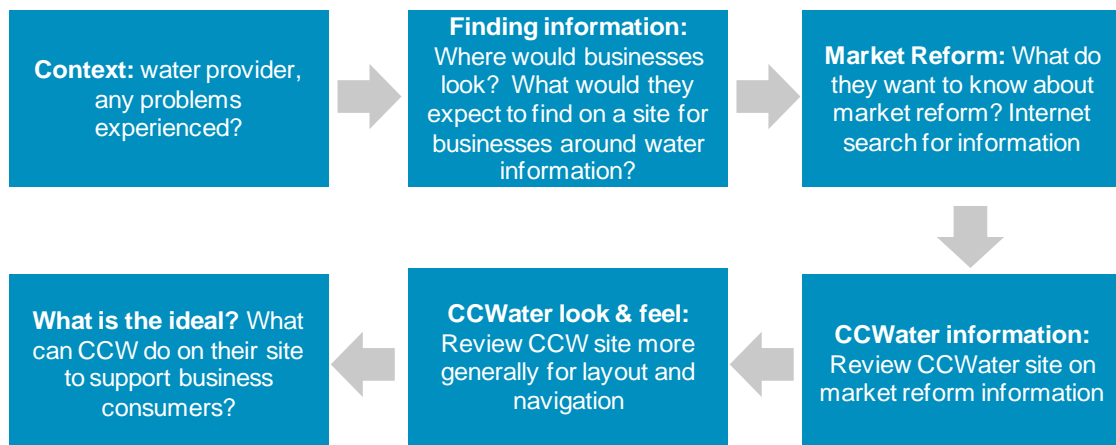 Context: water provider,
any problems
experienced?
Finding information:
Where would businesses
look? What would they
expect to find on a site for
businesses around water
information?
Market Reform: What do
they want to know about
market reform? Internet
search for information
CCWater information:
Review CCWater site on
market reform information
CCWater look & feel:
Review CCW site more
generally for layout and
navigation
What is the ideal? What
can CCW do on their site
to support business
consumers?